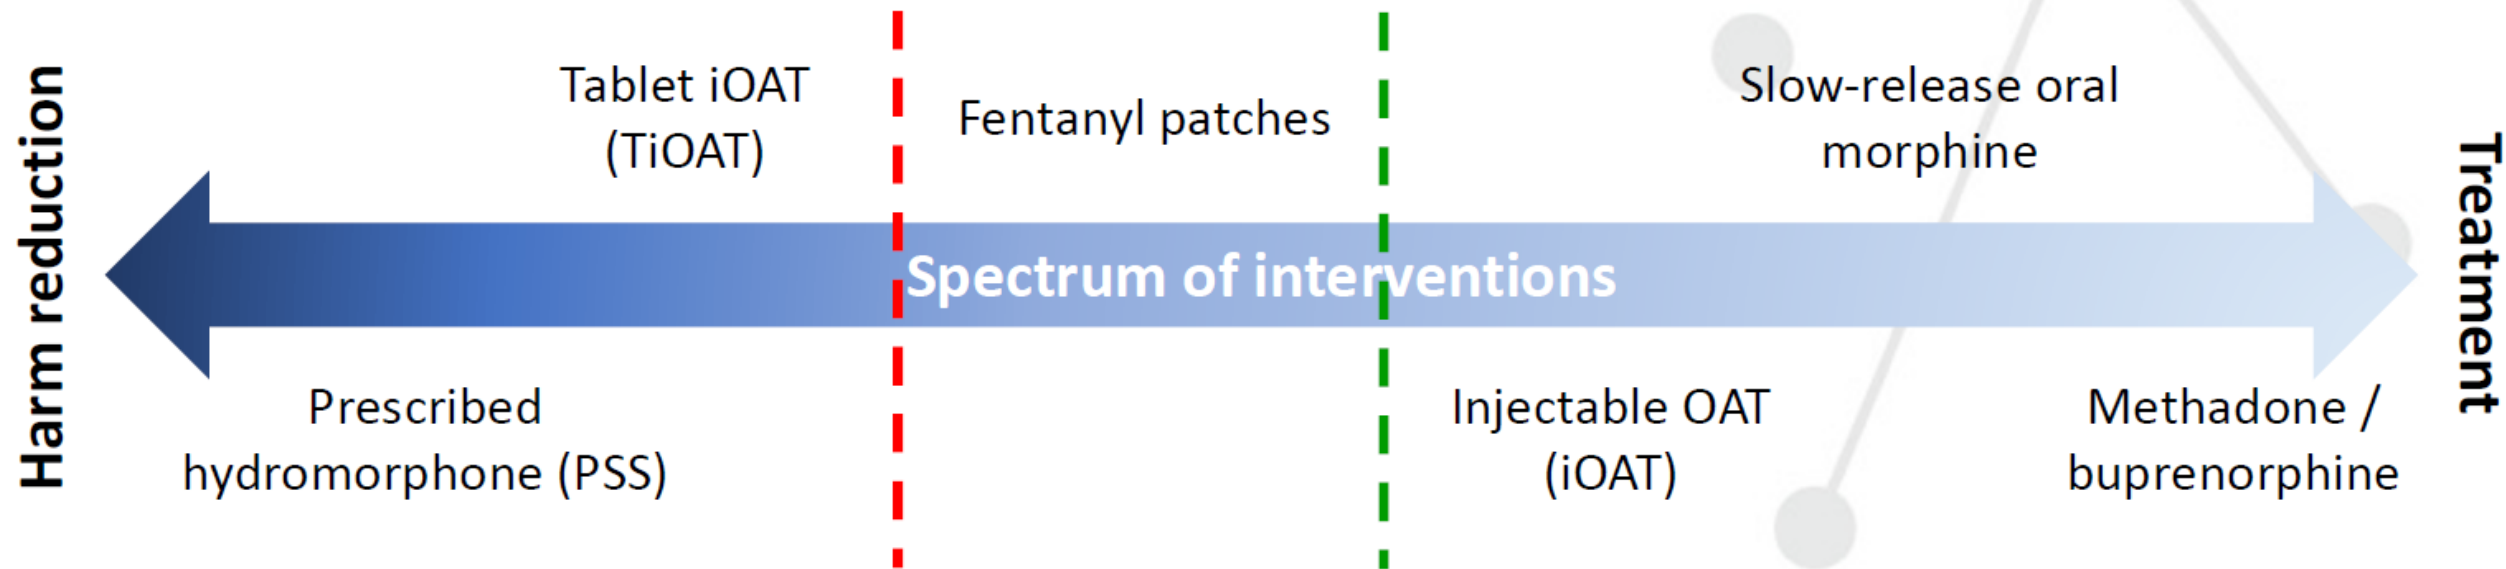 Harm reduction
Tablet iOAT
(TiOAT)
Fentanyl patches
Slow-release oral
morphine
Spectrum of interventions
Prescribed
hydromorphone (PSS)
Injectable OAT
(iOAT)
Methadone /
buprenorphine
Treatment